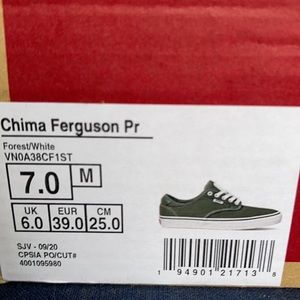 Chima Ferguson Pr
Forest/White
VN0A38CF1ST
7.0 M
UK EUR CM
6.0 39.0 25.0
SJV - 09/20
CPSIA PO/CUT#
4001095980
1 94901 21713 8